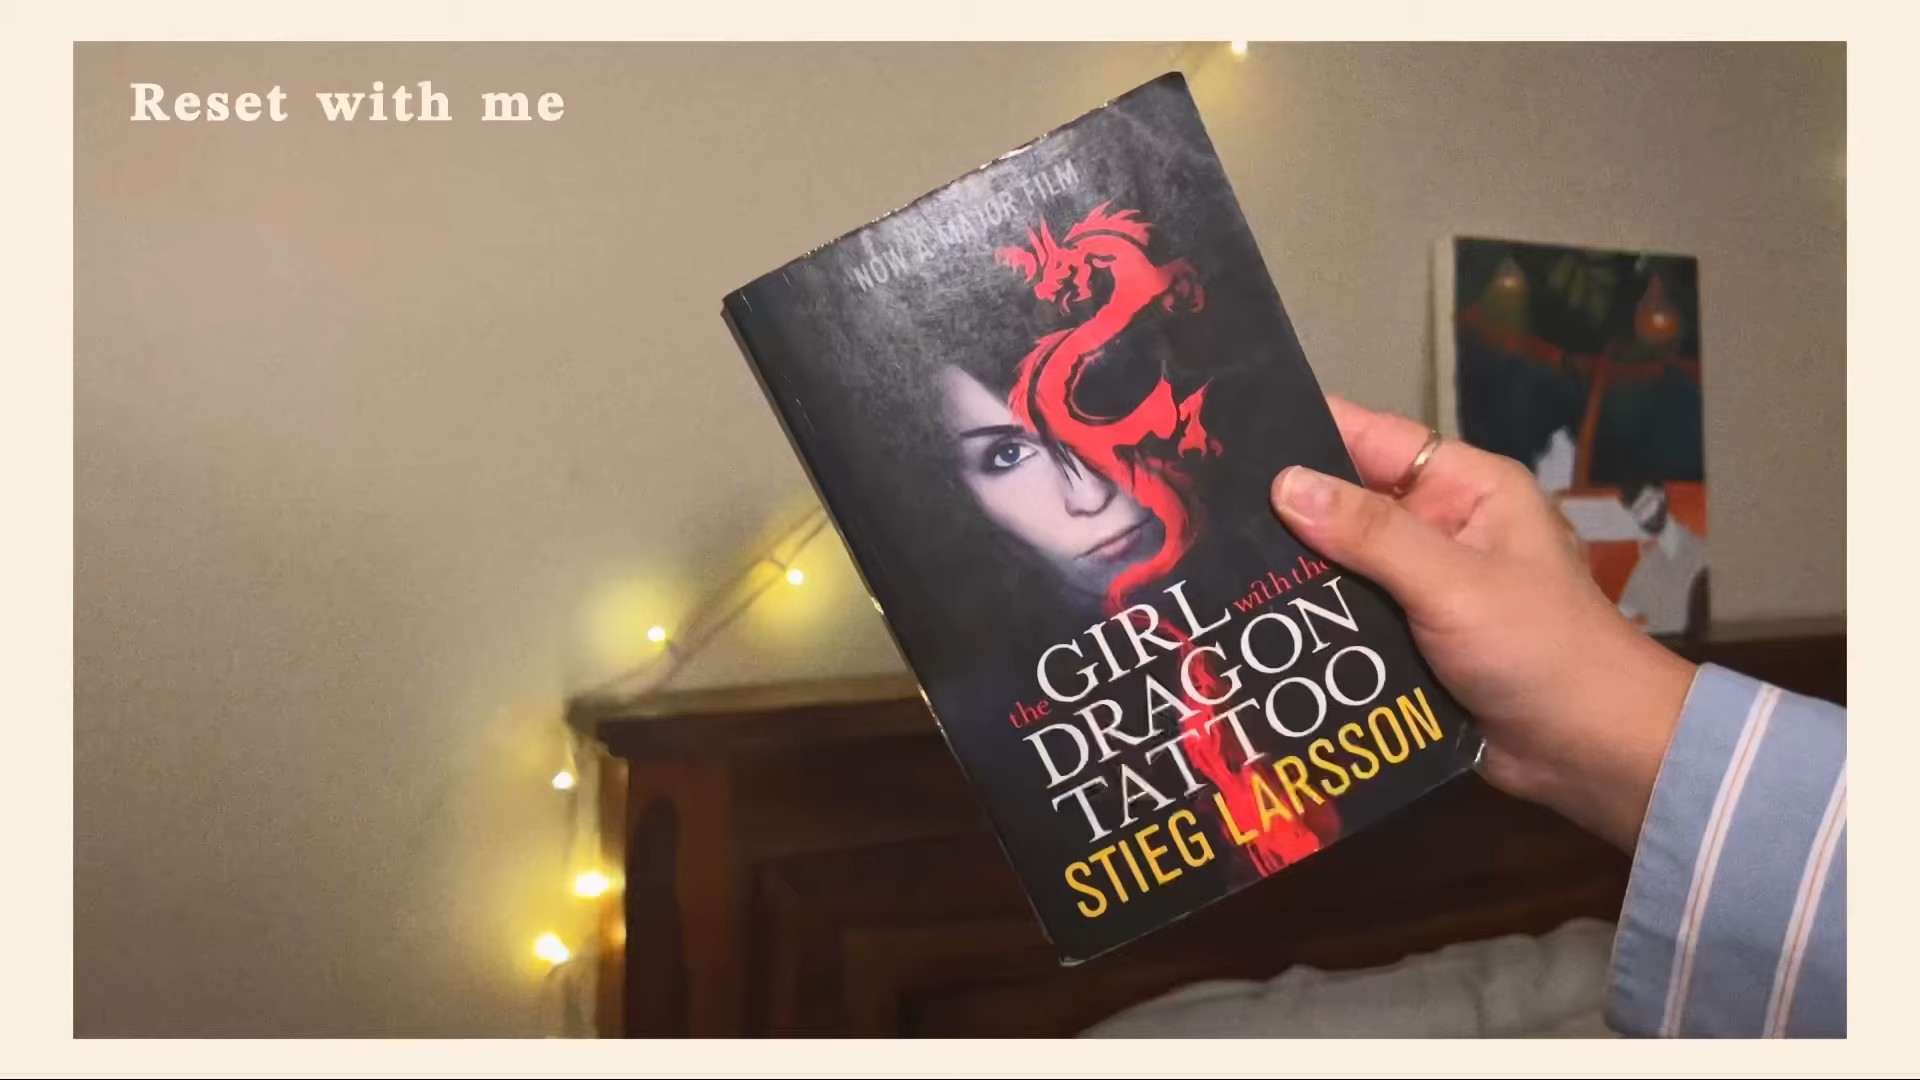 Reset with me
NOW A MAJOR FILM
the GIRL with the
DRAGON
TATTOO
STIEG LARSSON